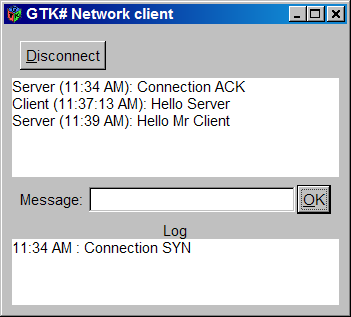 GTK# Network client
Disconnect
Server (11:34 AM): Connection ACK
Client (11:37:13 AM): Hello Server
Server (11:39 AM): Hello Mr Client
Message:
OK
Log
11:34 AM : Connection SYN